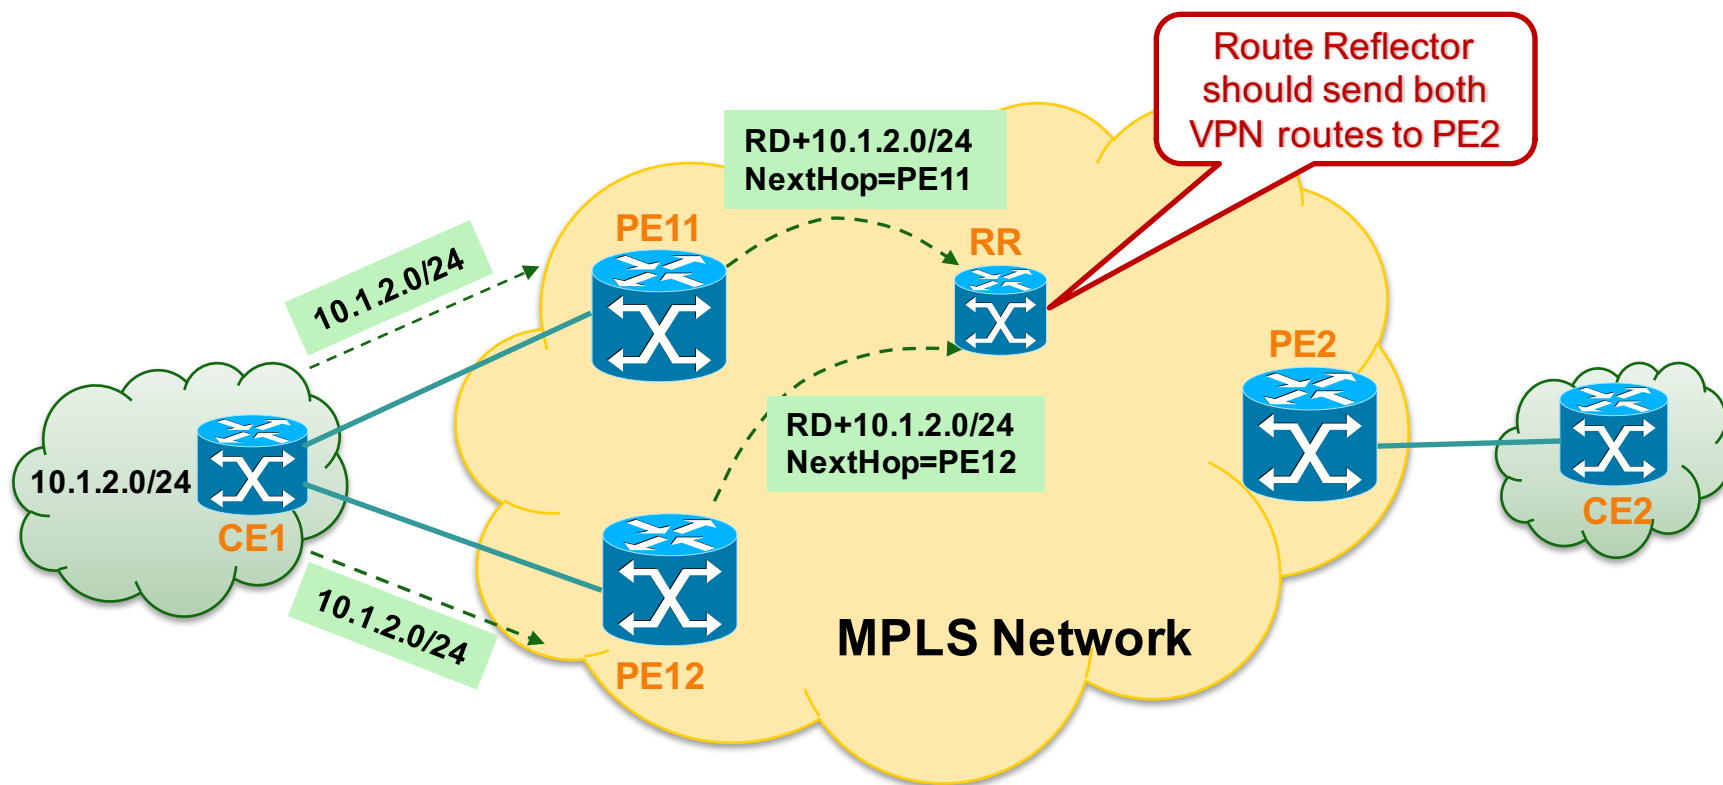 Route Reflector
should send both
VPN routes to PE2
RD+10.1.2.0/24
NextHop=PE11
PE11
RR
10.1.2.0/24
PE2
RD+10.1.2.0/24
NextHop=PE12
10.1.2.0/24
CE1
CE2
10.1.2.0/24
PE12
MPLS Network